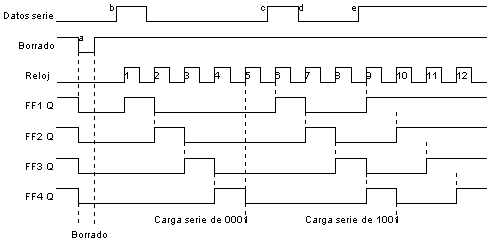 b c d e
Datos serie
a
Borrado
Reloj 1 2 3 4 5 6 7 8 9 10 11 12
FF1 Q
FF2 Q
FF3 Q
FF4 Q
Carga serie de 0001 Carga serie de 1001
Borrado